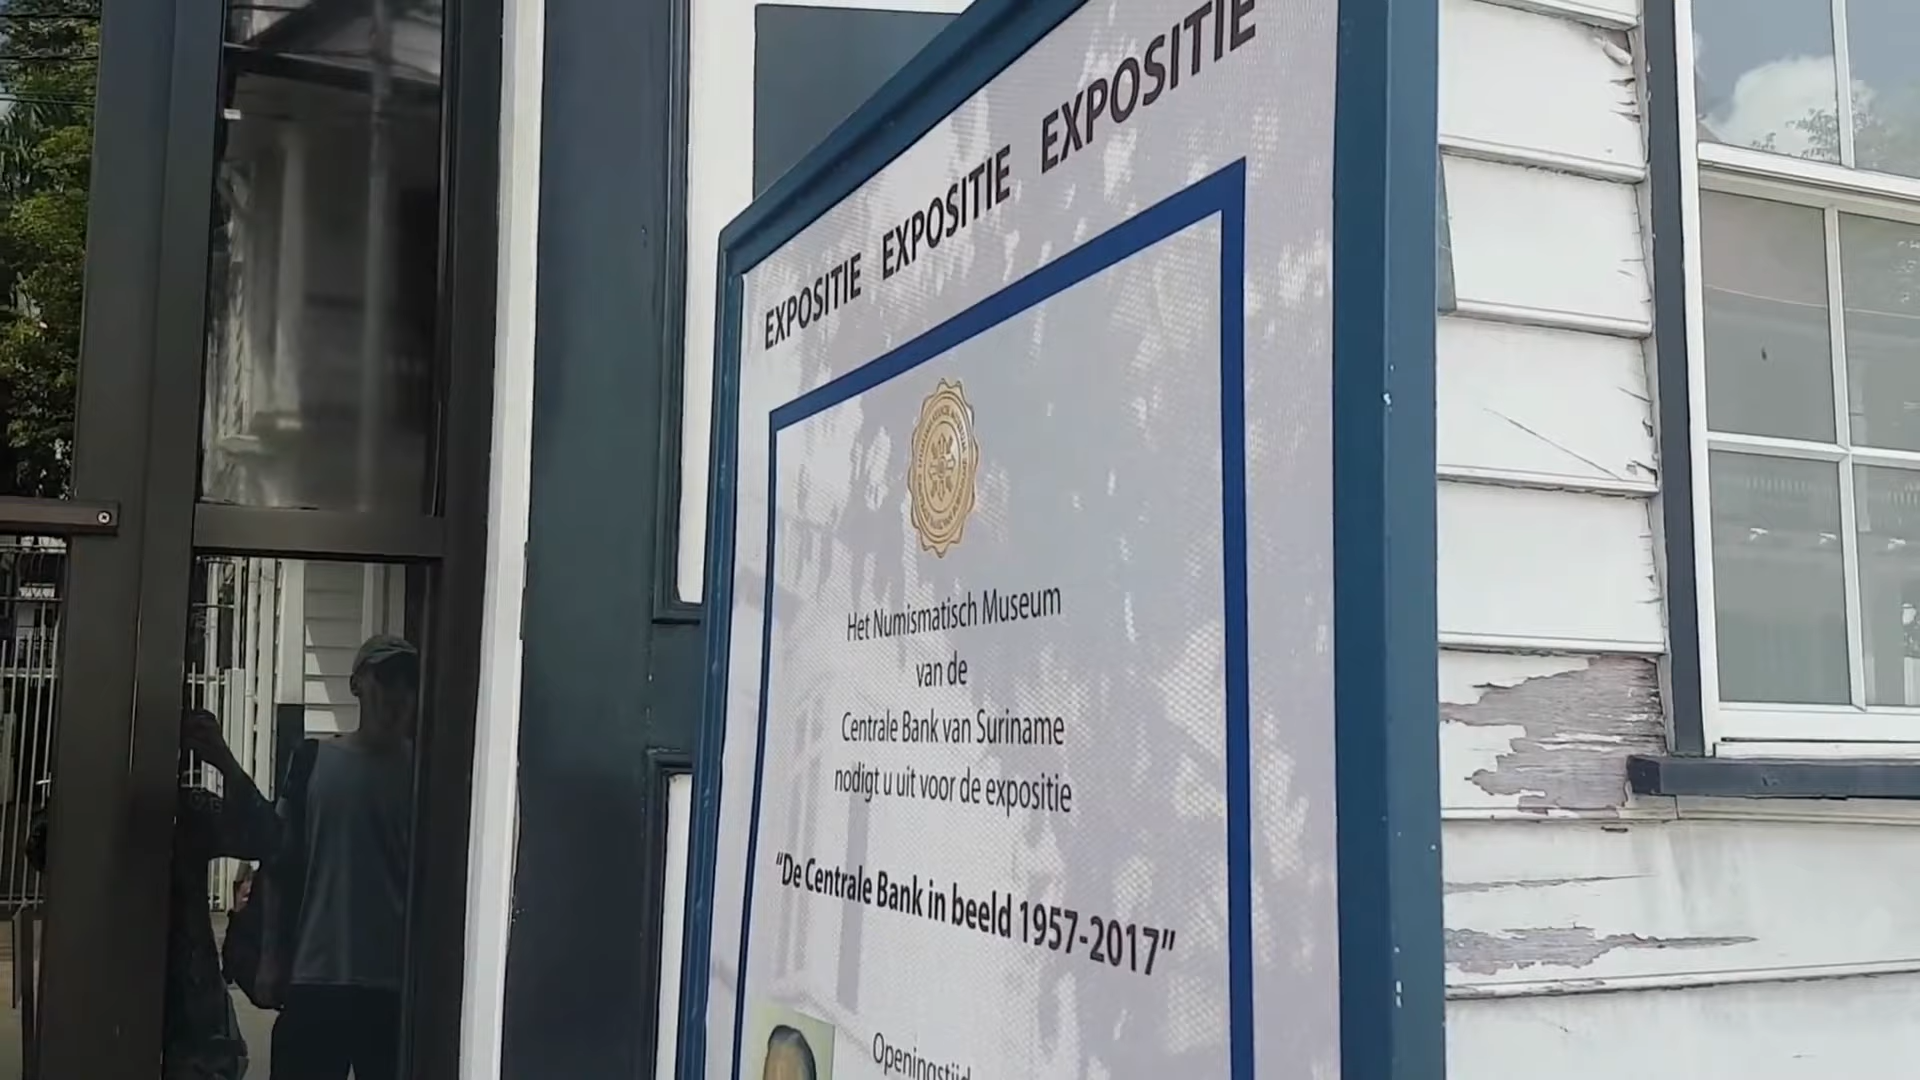 EXPOSITIE EXPOSITIE EXPOSITIE
Het Numismatisch Museum
van de
Centrale Bank van Suriname
nodigt u uit voor de expositie
"De Centrale Bank in beeld 1957-2017"